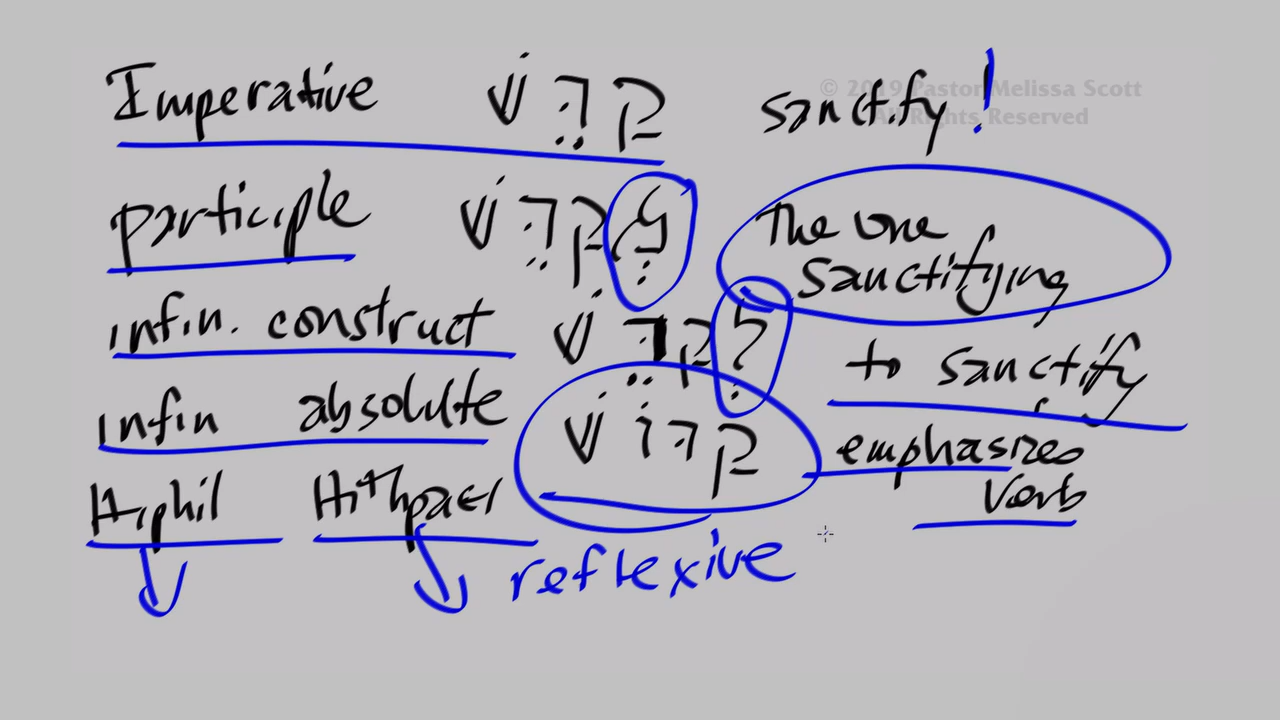 © 2019 Pastor Melissa Scott
All Rights Reserved
Imperative קַדֵּשׁ sanctify!
participle מְקַדֵּשׁ The one
sanctifying
infin. construct לְקַדֵּשׁ to sanctify
infin absolute קַדֹּשׁ emphasizes
verb
Hiphil Hithpael
reflexive